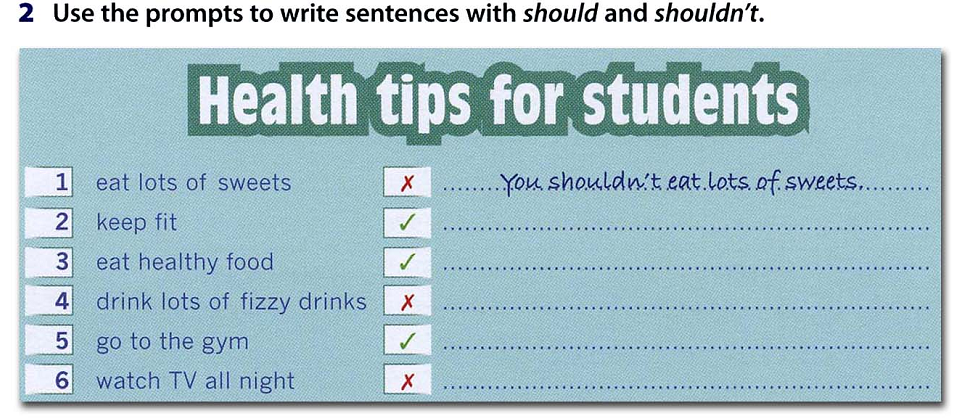 2 Use the prompts to write sentences with should and shouldn't.
Health tips for students
1 eat lots of sweets ✗ ........You shouldn't eat lots of sweets..........
2 keep fit ✓
3 eat healthy food ✓
4 drink lots of fizzy drinks ✗
5 go to the gym ✓
6 watch TV all night ✗